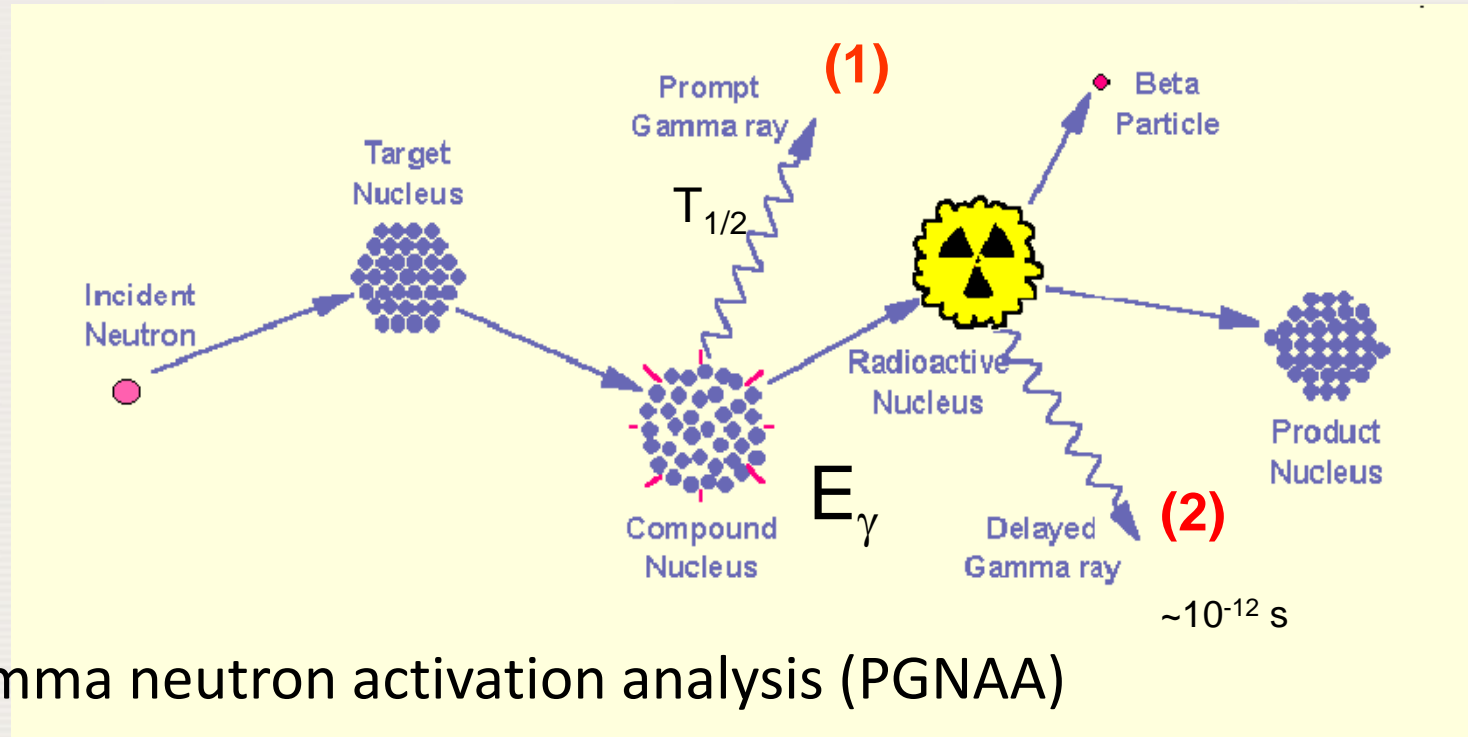 (1)
Prompt
Gamma ray
Beta
Particle
Target
Nucleus
T1/2
Incident
Neutron
Radioactive
Nucleus
Product
Nucleus
Eγ
Compound
Nucleus
(2)
Delayed
Gamma ray
~10-12 s
mma neutron activation analysis (PGNAA)